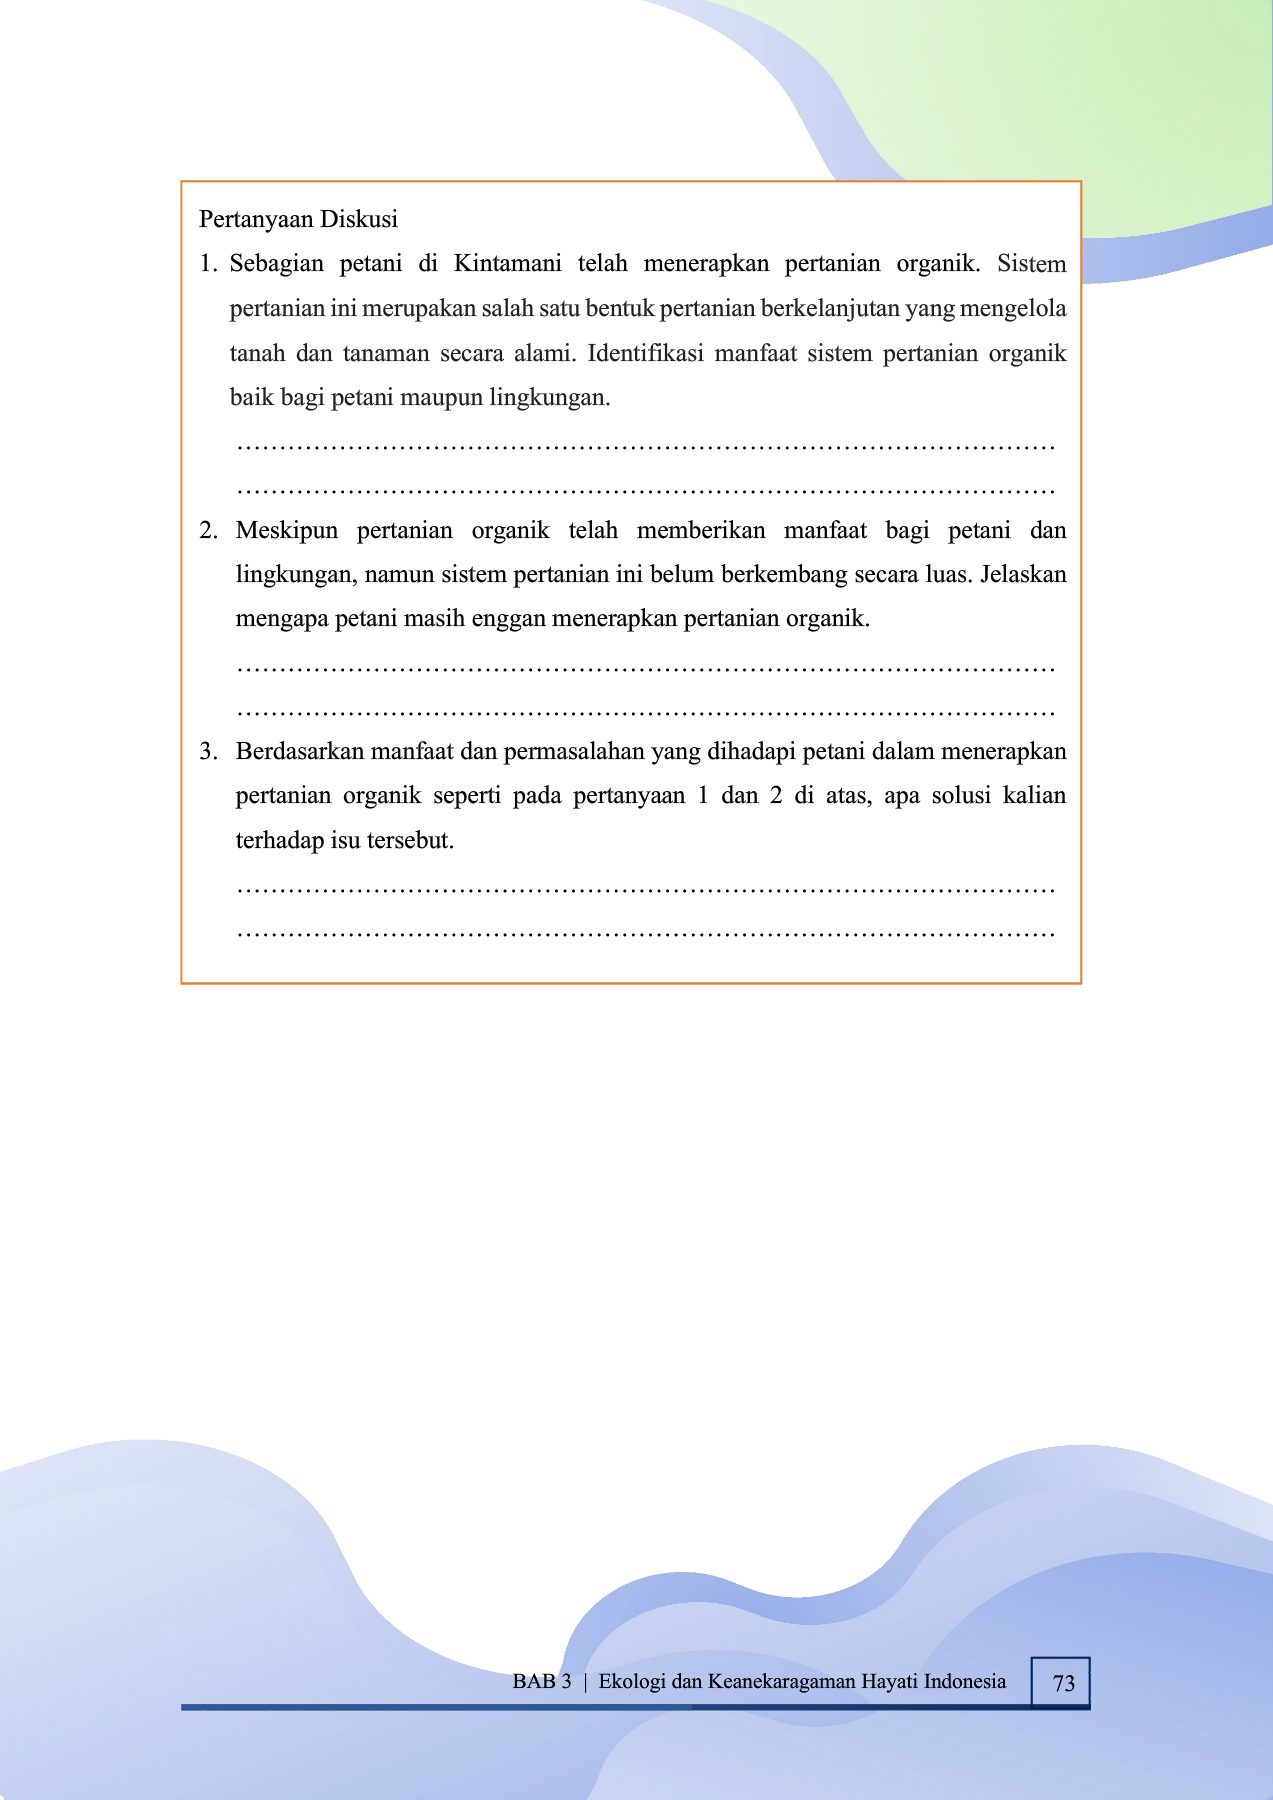 Pertanyaan Diskusi
1. Sebagian petani di Kintamani telah menerapkan pertanian organik. Sistem
pertanian ini merupakan salah satu bentuk pertanian berkelanjutan yang mengelola
tanah dan tanaman secara alami. Identifikasi manfaat sistem pertanian organik
baik bagi petani maupun lingkungan.
……………………………………………………………………………………
……………………………………………………………………………………
2. Meskipun pertanian organik telah memberikan manfaat bagi petani dan
lingkungan, namun sistem pertanian ini belum berkembang secara luas. Jelaskan
mengapa petani masih enggan menerapkan pertanian organik.
……………………………………………………………………………………
……………………………………………………………………………………
3. Berdasarkan manfaat dan permasalahan yang dihadapi petani dalam menerapkan
pertanian organik seperti pada pertanyaan 1 dan 2 di atas, apa solusi kalian
terhadap isu tersebut.
……………………………………………………………………………………
……………………………………………………………………………………
BAB 3 | Ekologi dan Keanekaragaman Hayati Indonesia 73